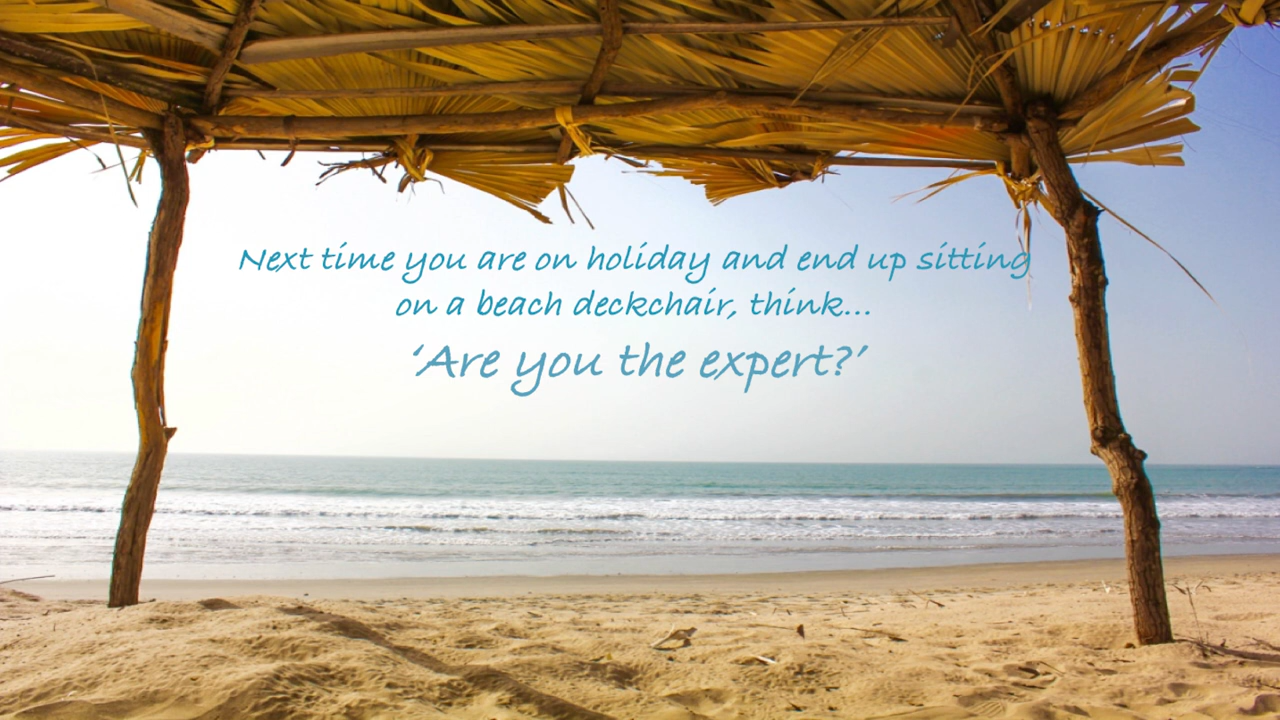 Next time you are on holiday and end up sitting
on a beach deckchair, think...
‘Are you the expert?’